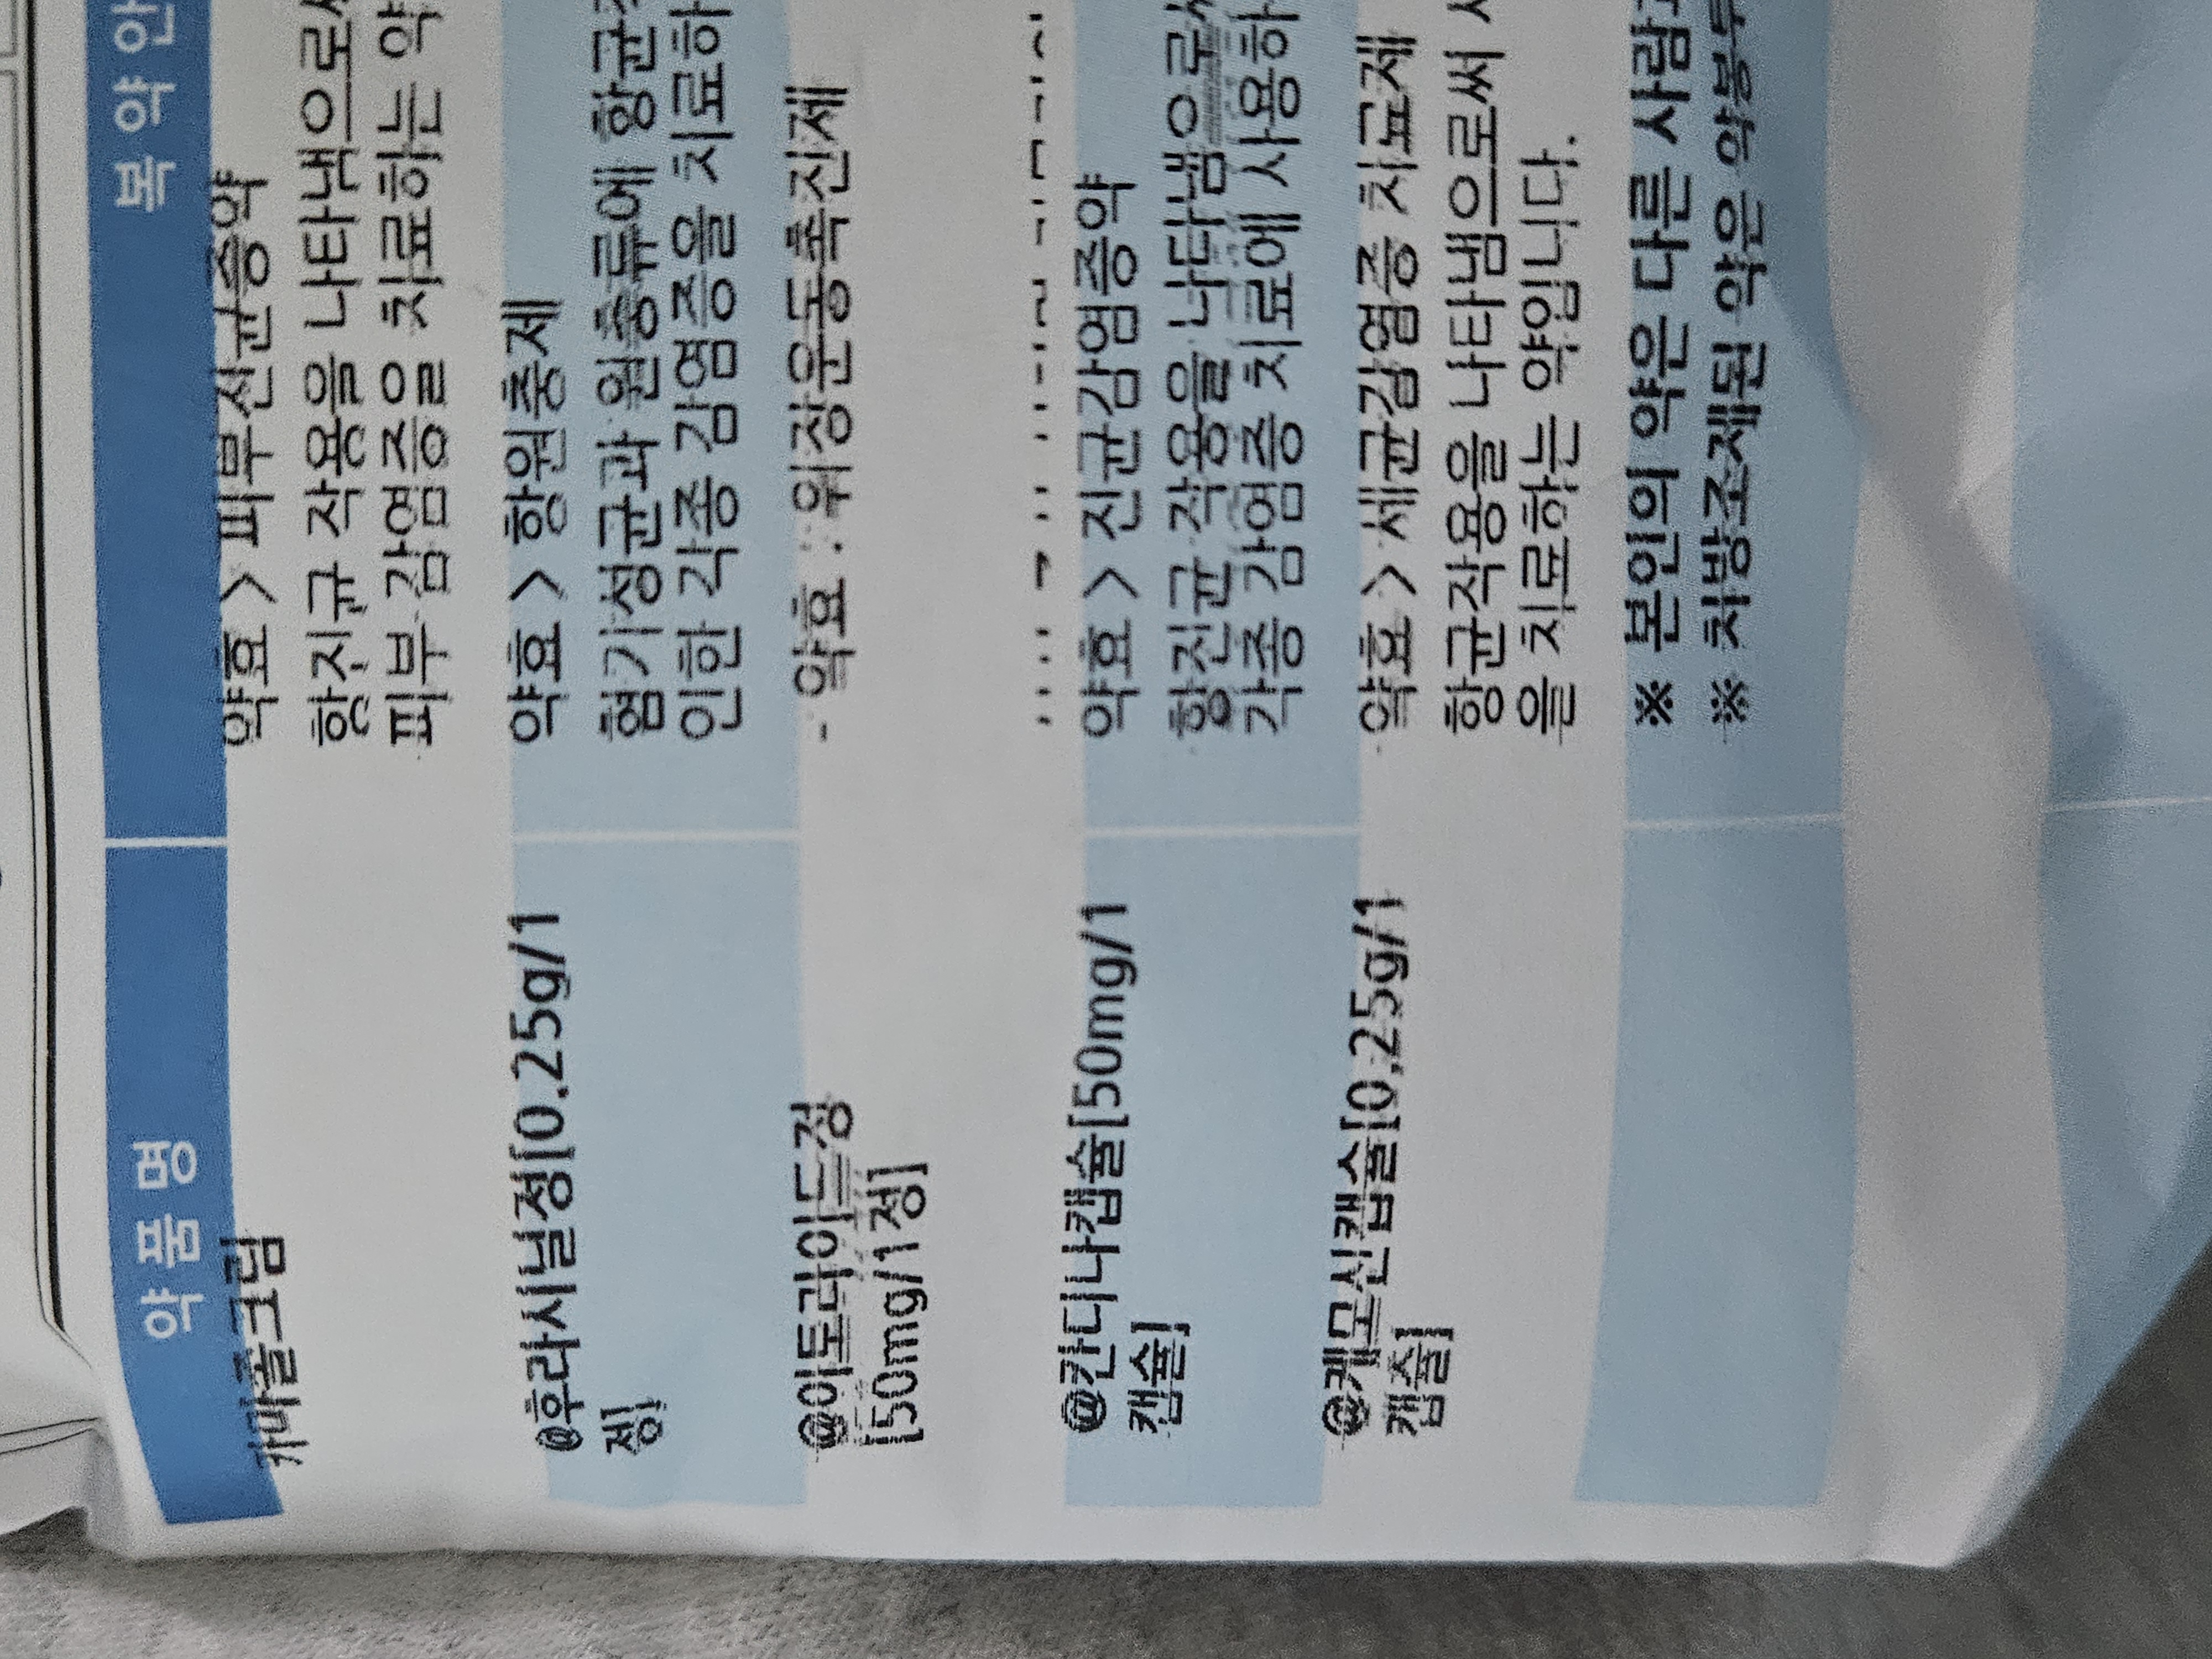 약 품 명
복 약 안
카마졸크림
약효 > 피부진균증약
항진균 작용을 나타냄으로써
피부 감염증을 치료하는 약
@후라시닐정[0.25g/1
정]
약효 > 항원충제
혐기성균과 원충류에 항균
인한 각종 감염증을 치료하
@이토라이드정
[50mg/1정]
- 약효 : 위장운동촉진제
@칸디나캡슐[50mg/1
캡슐]
약효 > 진균감염증약
항진균 작용을 나타냄으로써
각종 감염증 치료에 사용하
@케모신캡슐[0.25g/1
캡슐]
약효 > 세균감염증 치료제
항균작용을 나타냄으로써
을 치료하는 약입니다.
※ 본인의 약은 다른 사람
※ 처방조제된 약은 약봉투